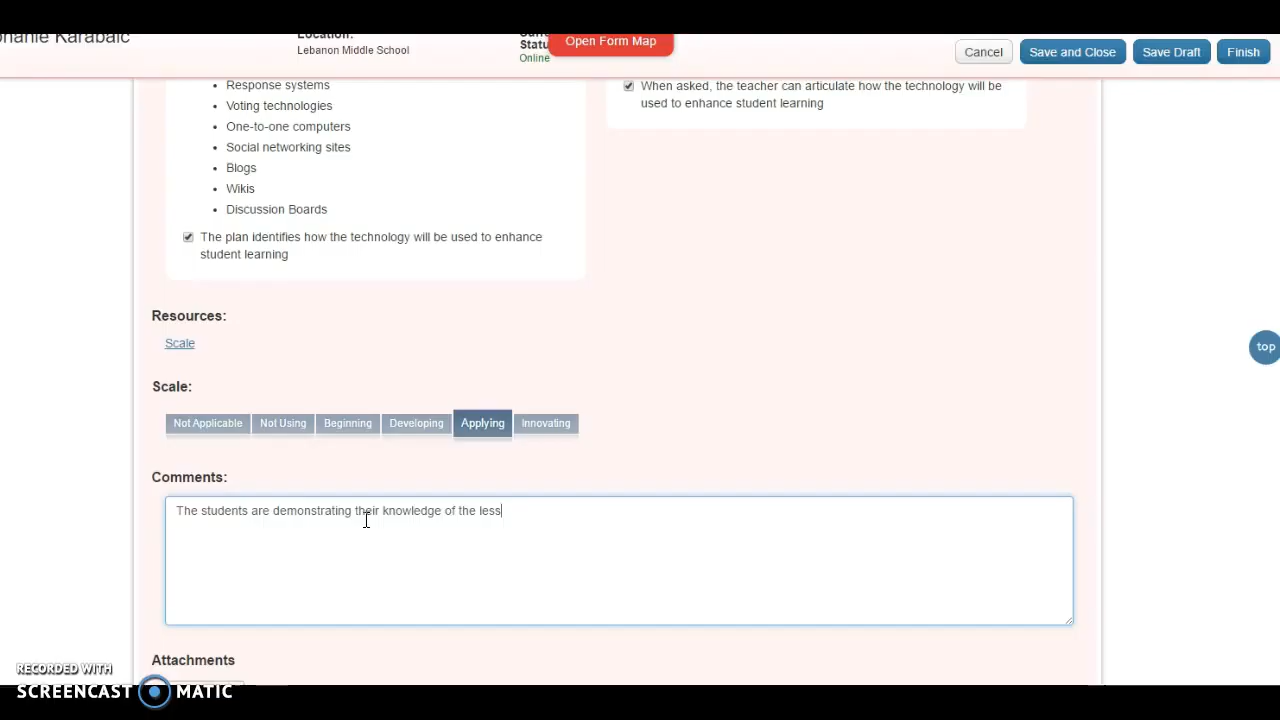 Location:
Lebanon Middle School
Online
Open Form Map
Cancel
Save and Close
Save Draft
Finish
Response systems
Voting technologies
One-to-one computers
Social networking sites
Blogs
Wikis
Discussion Boards
The plan identifies how the technology will be used to enhance
student learning
When asked, the teacher can articulate how the technology will be
used to enhance student learning
top
Resources:
Scale
Scale:
Not Applicable
Not Using
Beginning
Developing
Applying
Innovating
Comments:
The students are demonstrating their knowledge of the less
Attachments
RECORDED WITH
SCREENCAST MATIC